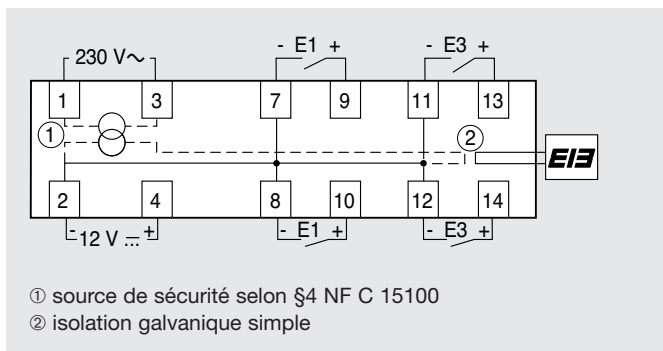 230 V~
- E1 +
- E3 +
1 3 7 9 11 13
① ②
EIB
2 4 8 10 12 14
- 12 V ⎓ +
- E1 +
- E3 +
① source de sécurité selon §4 NF C 15100
② isolation galvanique simple